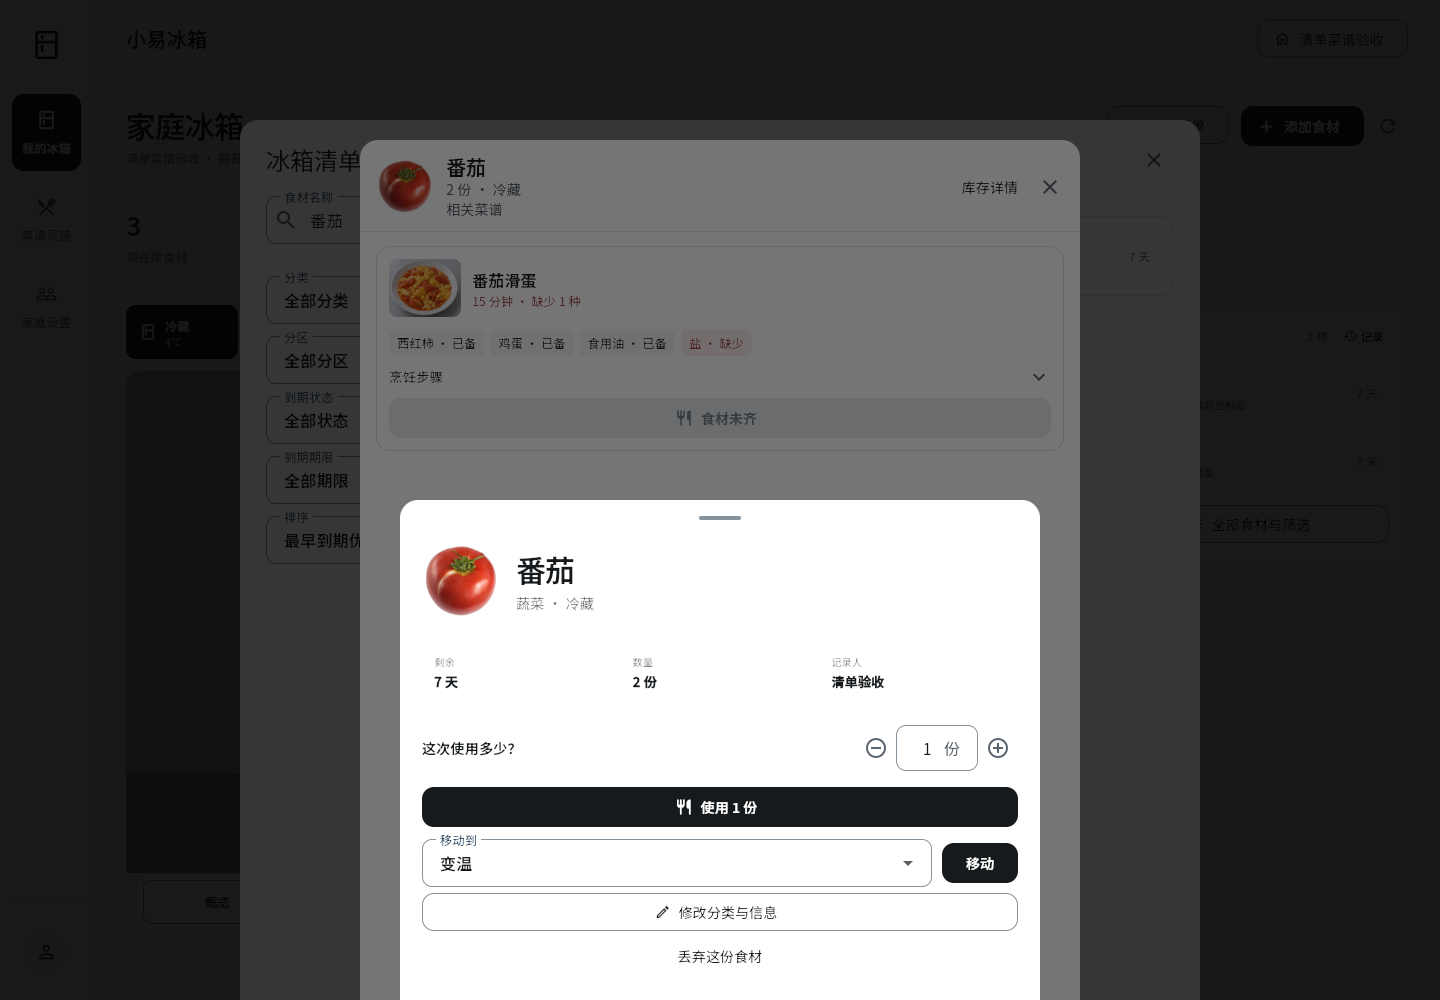 小易冰箱
清单菜谱验收
我的冰箱
菜谱灵感
家庭设置
家庭冰箱
清单菜谱验收 · 拥有
单
添加食材
3
项在库食材
冷藏
4°C
概览
冰箱清单
食材名称
番茄
分类
全部分类
分区
全部分区
到期状态
全部状态
到期期限
全部期限
排序
最早到期优
7 天
2 项
记录
7 天
奶豆制品
7 天
菜
全部食材与筛选
番茄
2 份 · 冷藏
相关菜谱
库存详情
番茄滑蛋
15 分钟 · 缺少 1 种
西红柿 · 已备
鸡蛋 · 已备
食用油 · 已备
盐 · 缺少
烹饪步骤
食材未齐
番茄
蔬菜 · 冷藏
剩余
7 天
数量
2 份
记录人
清单验收
这次使用多少？
1 份
使用 1 份
移动到
变温
移动
修改分类与信息
丢弃这份食材